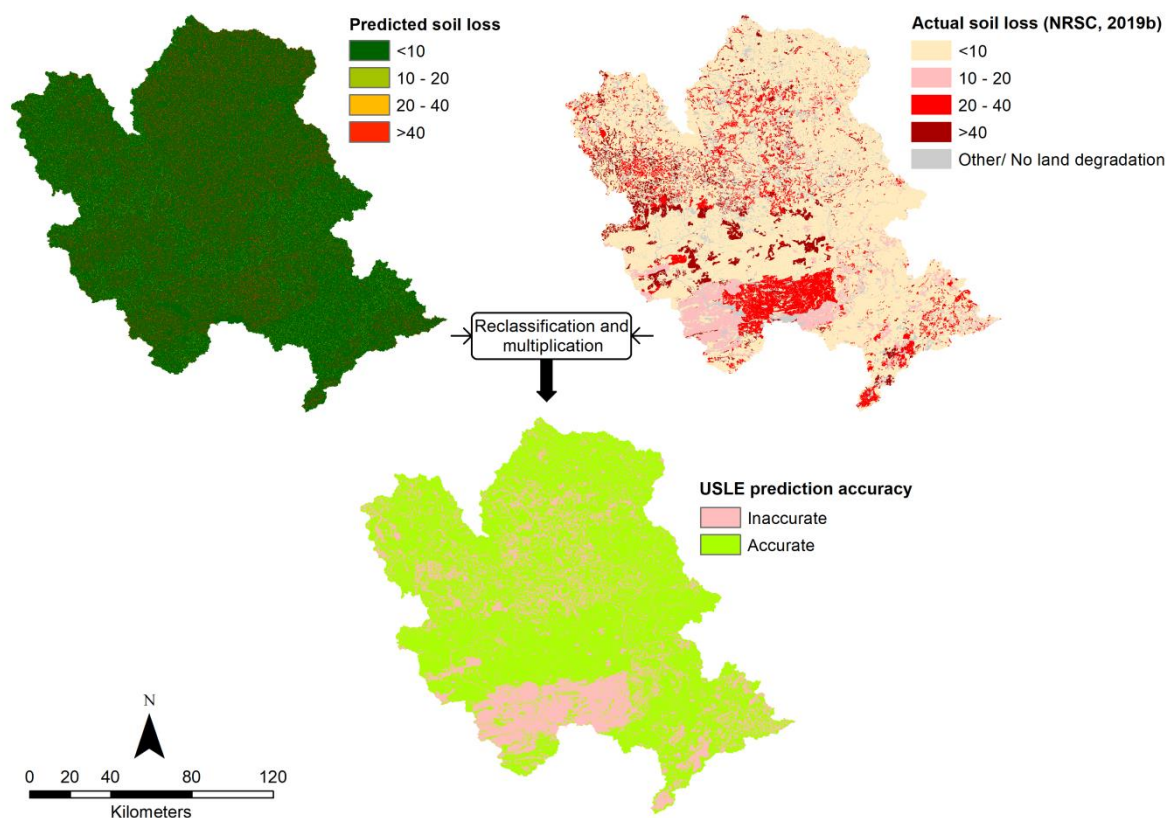 Predicted soil loss
<10
10 - 20
20 - 40
>40
Actual soil loss (NRSC, 2019b)
<10
10 - 20
20 - 40
>40
Other/ No land degradation
Reclassification and
multiplication
USLE prediction accuracy
Inaccurate
Accurate
N
0 20 40 80 120
Kilometers